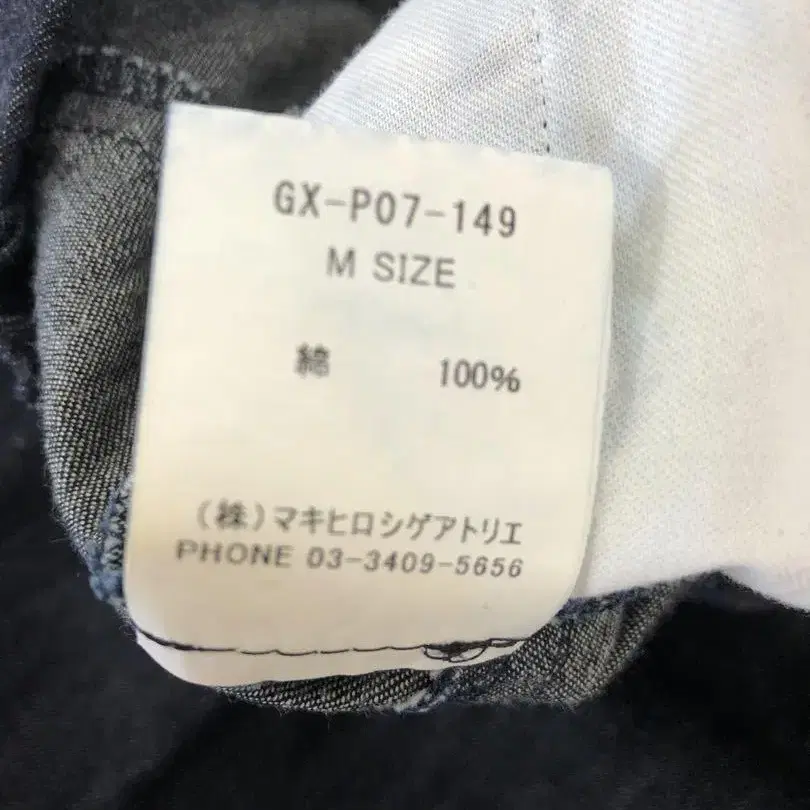 GX-P07-149
M SIZE
綿 100%
(株)マキヒロシゲアトリエ
PHONE 03-3409-5656